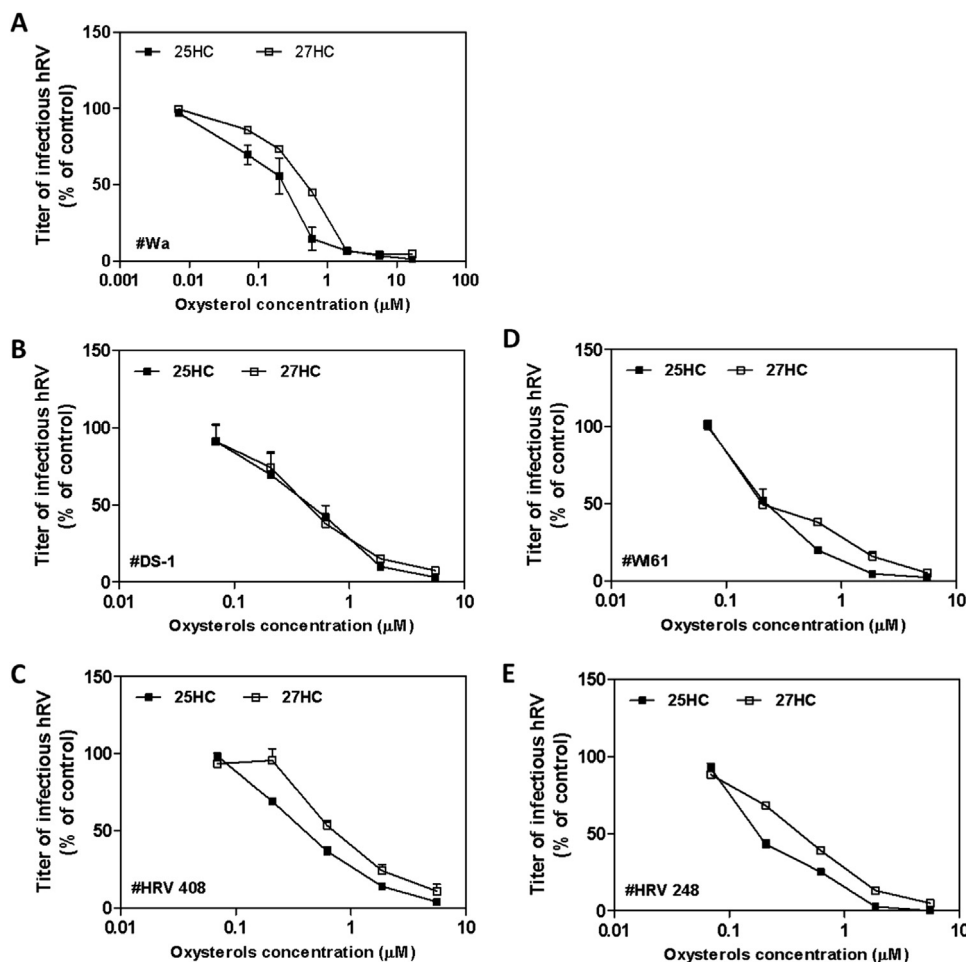 A
Titer of infectious hRV
(% of control)
150
100
50
0
25HC 27HC
#Wa
0.001 0.01 0.1 1 10 100
Oxysterol concentration (μM)
B
Titer of infectious hRV
(% of control)
150
100
50
0
25HC 27HC
#DS-1
0.01 0.1 1 10
Oxysterols concentration (μM)
C
Titer of infectious hRV
(% of control)
150
100
50
0
25HC 27HC
#HRV 408
0.01 0.1 1 10
Oxysterols concentration (μM)
D
Titer of infectious hRV
(% of control)
150
100
50
0
25HC 27HC
#WI61
0.01 0.1 1 10
Oxysterols concentration (μM)
E
Titer of infectious hRV
(% of control)
150
100
50
0
25HC 27HC
#HRV 248
0.01 0.1 1 10
Oxysterols concentration (μM)